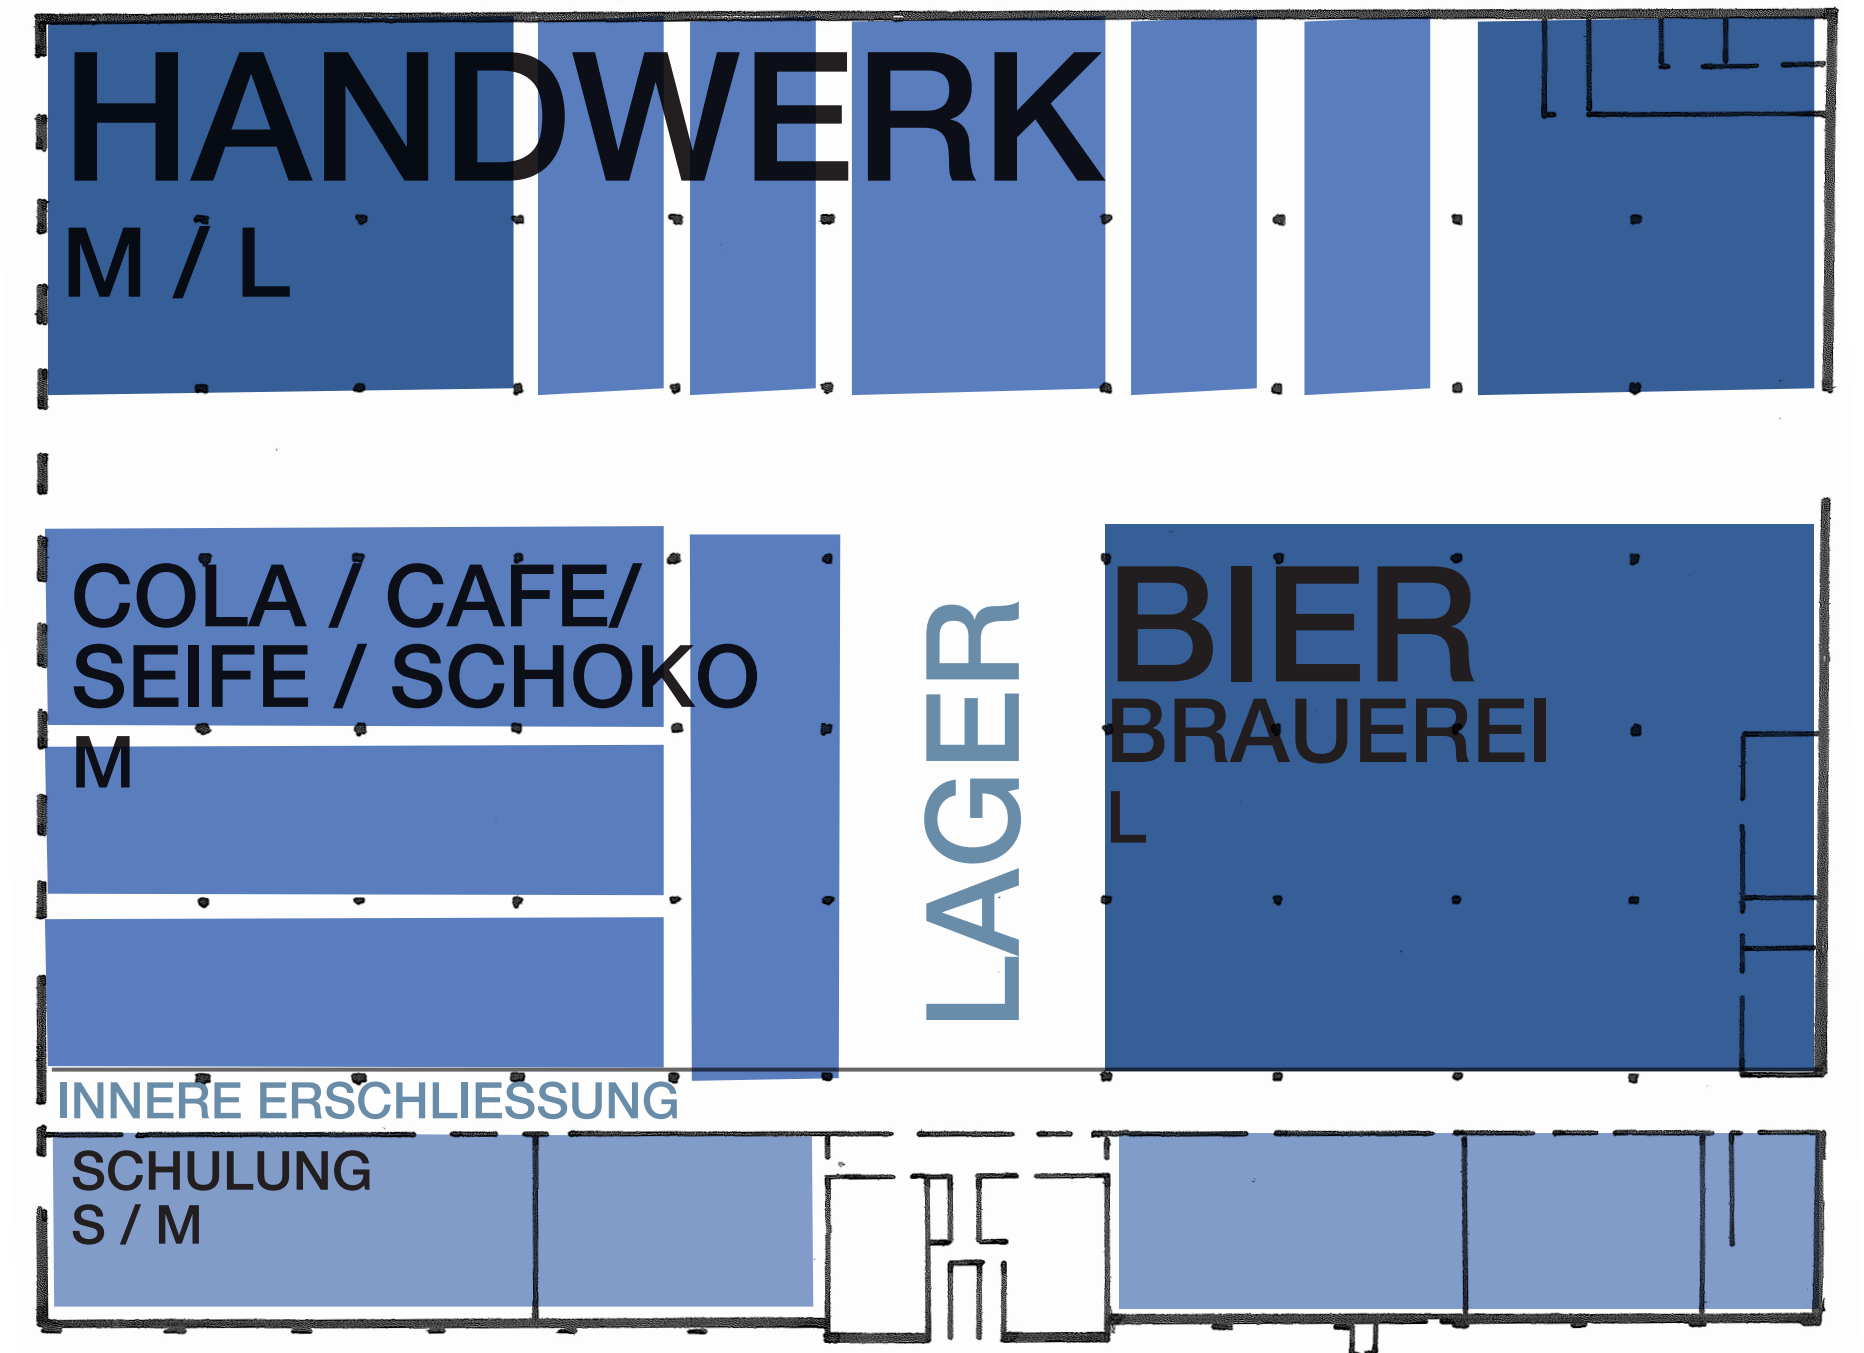 HANDWERK
M / L
COLA / CAFE/
SEIFE / SCHOKO
M
LAGER
BIER
BRAUEREI
L
INNERE ERSCHLIESSUNG
SCHULUNG
S / M